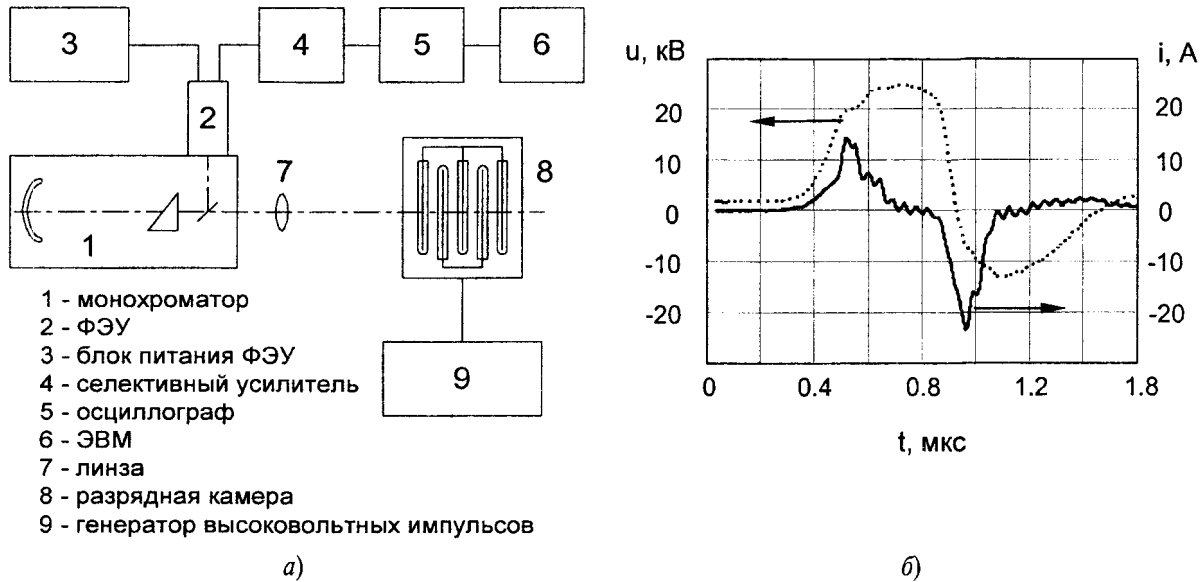 3
4
5
6
2
7
8
1
9
1 - монохроматор
2 - ФЭУ
3 - блок питания ФЭУ
4 - селективный усилитель
5 - осциллограф
6 - ЭВМ
7 - линза
8 - разрядная камера
9 - генератор высоковольтных импульсов
а)
u, кВ
i, А
20
20
10
10
0
0
-10
-10
-20
-20
0
0.4
0.8
1.2
1.8
t, мкс
б)